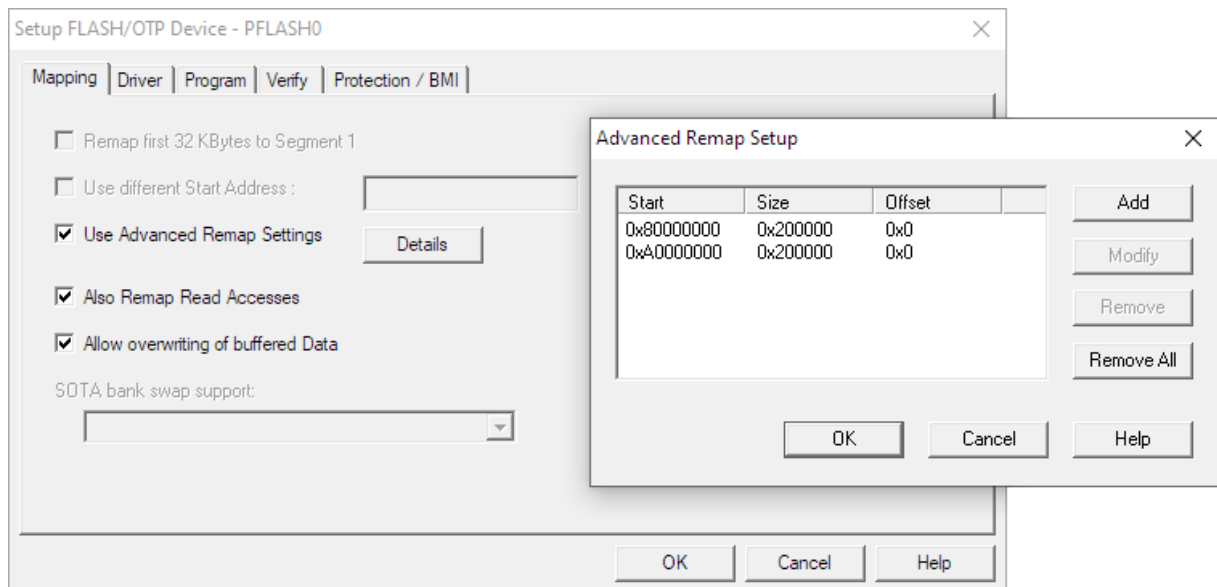 Setup FLASH/OTP Device - PFLASH0
Mapping Driver Program Verify Protection / BMI
Remap first 32 KBytes to Segment 1
Use different Start Address :
Use Advanced Remap Settings Details
Also Remap Read Accesses
Allow overwriting of buffered Data
SOTA bank swap support:
OK Cancel Help
Advanced Remap Setup
Start Size Offset
0x80000000 0x200000 0x0
0xA0000000 0x200000 0x0
Add
Modify
Remove
Remove All
OK Cancel Help